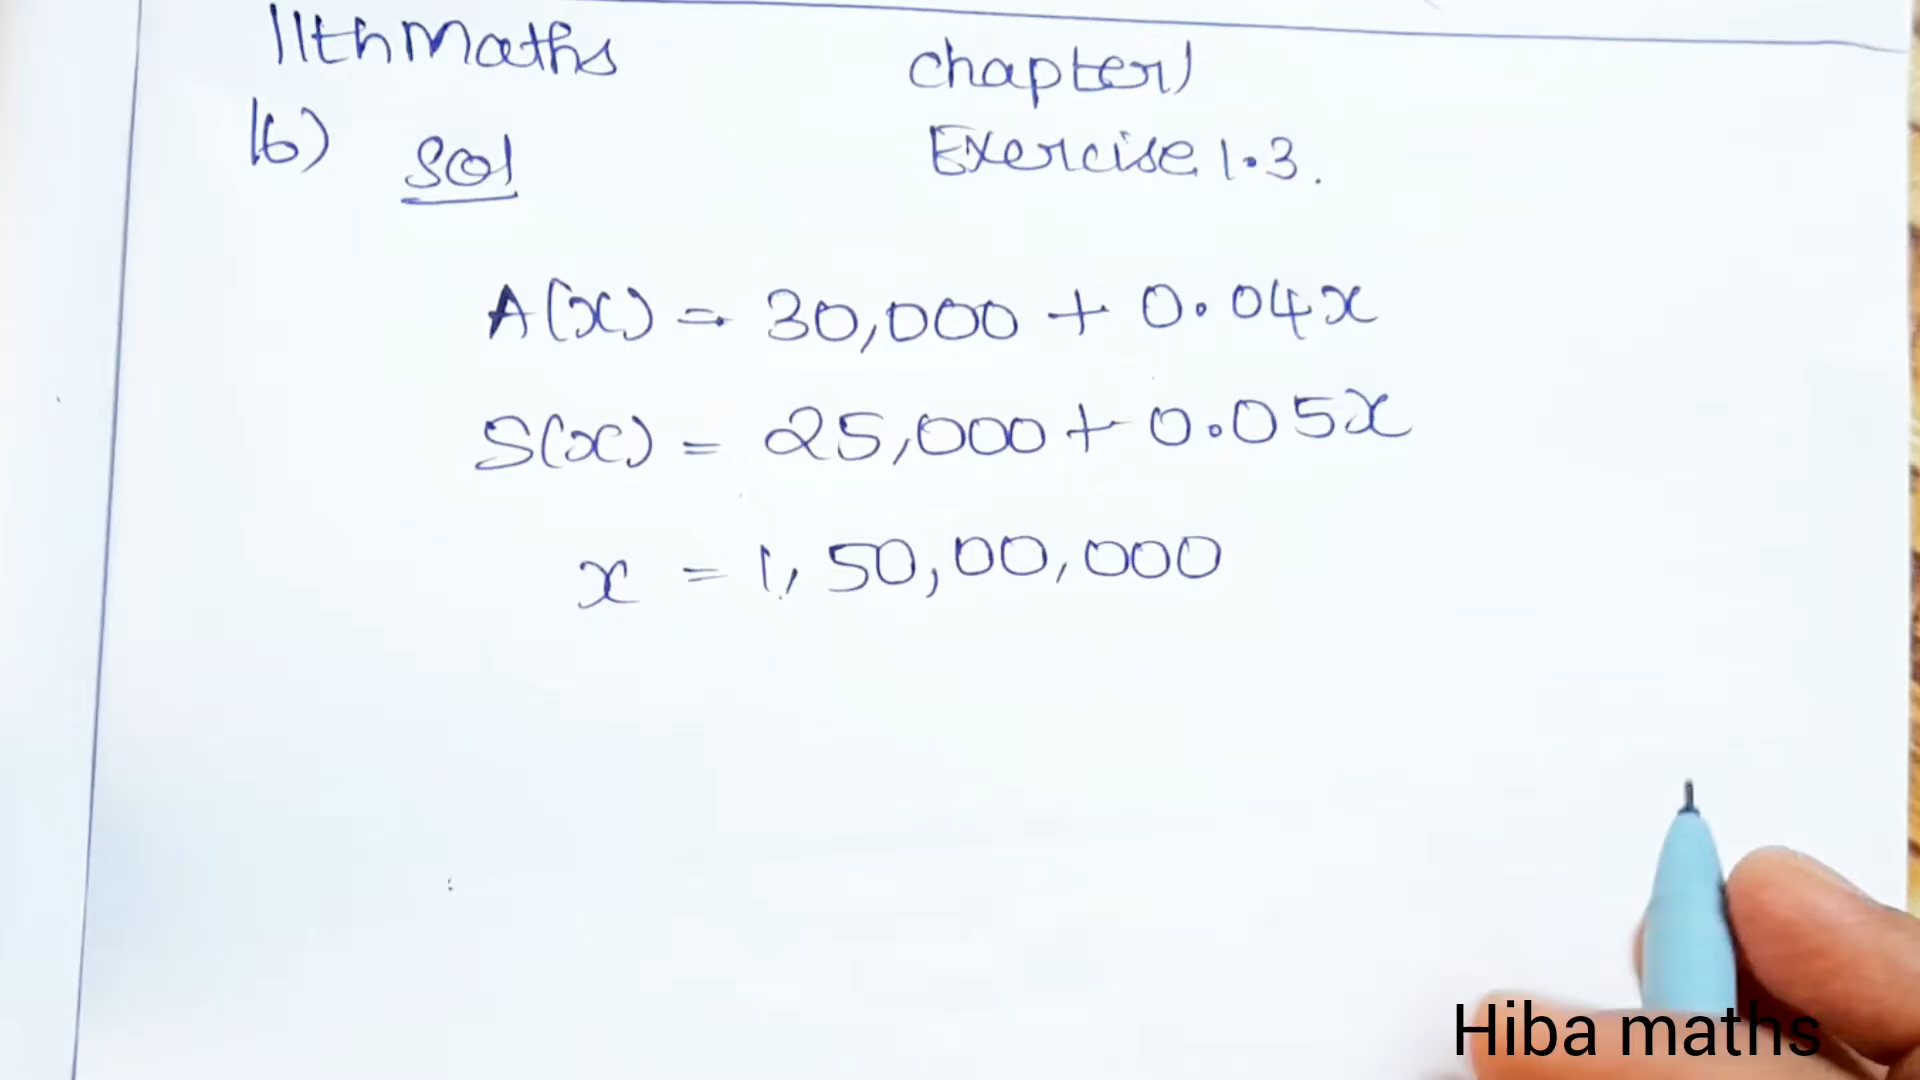 11th Maths chapter 1
16) Sol Exercise 1.3.
A(x) = 30,000 + 0.04x
S(x) = 25,000 + 0.05x
x = 1,50,00,000
Hiba maths